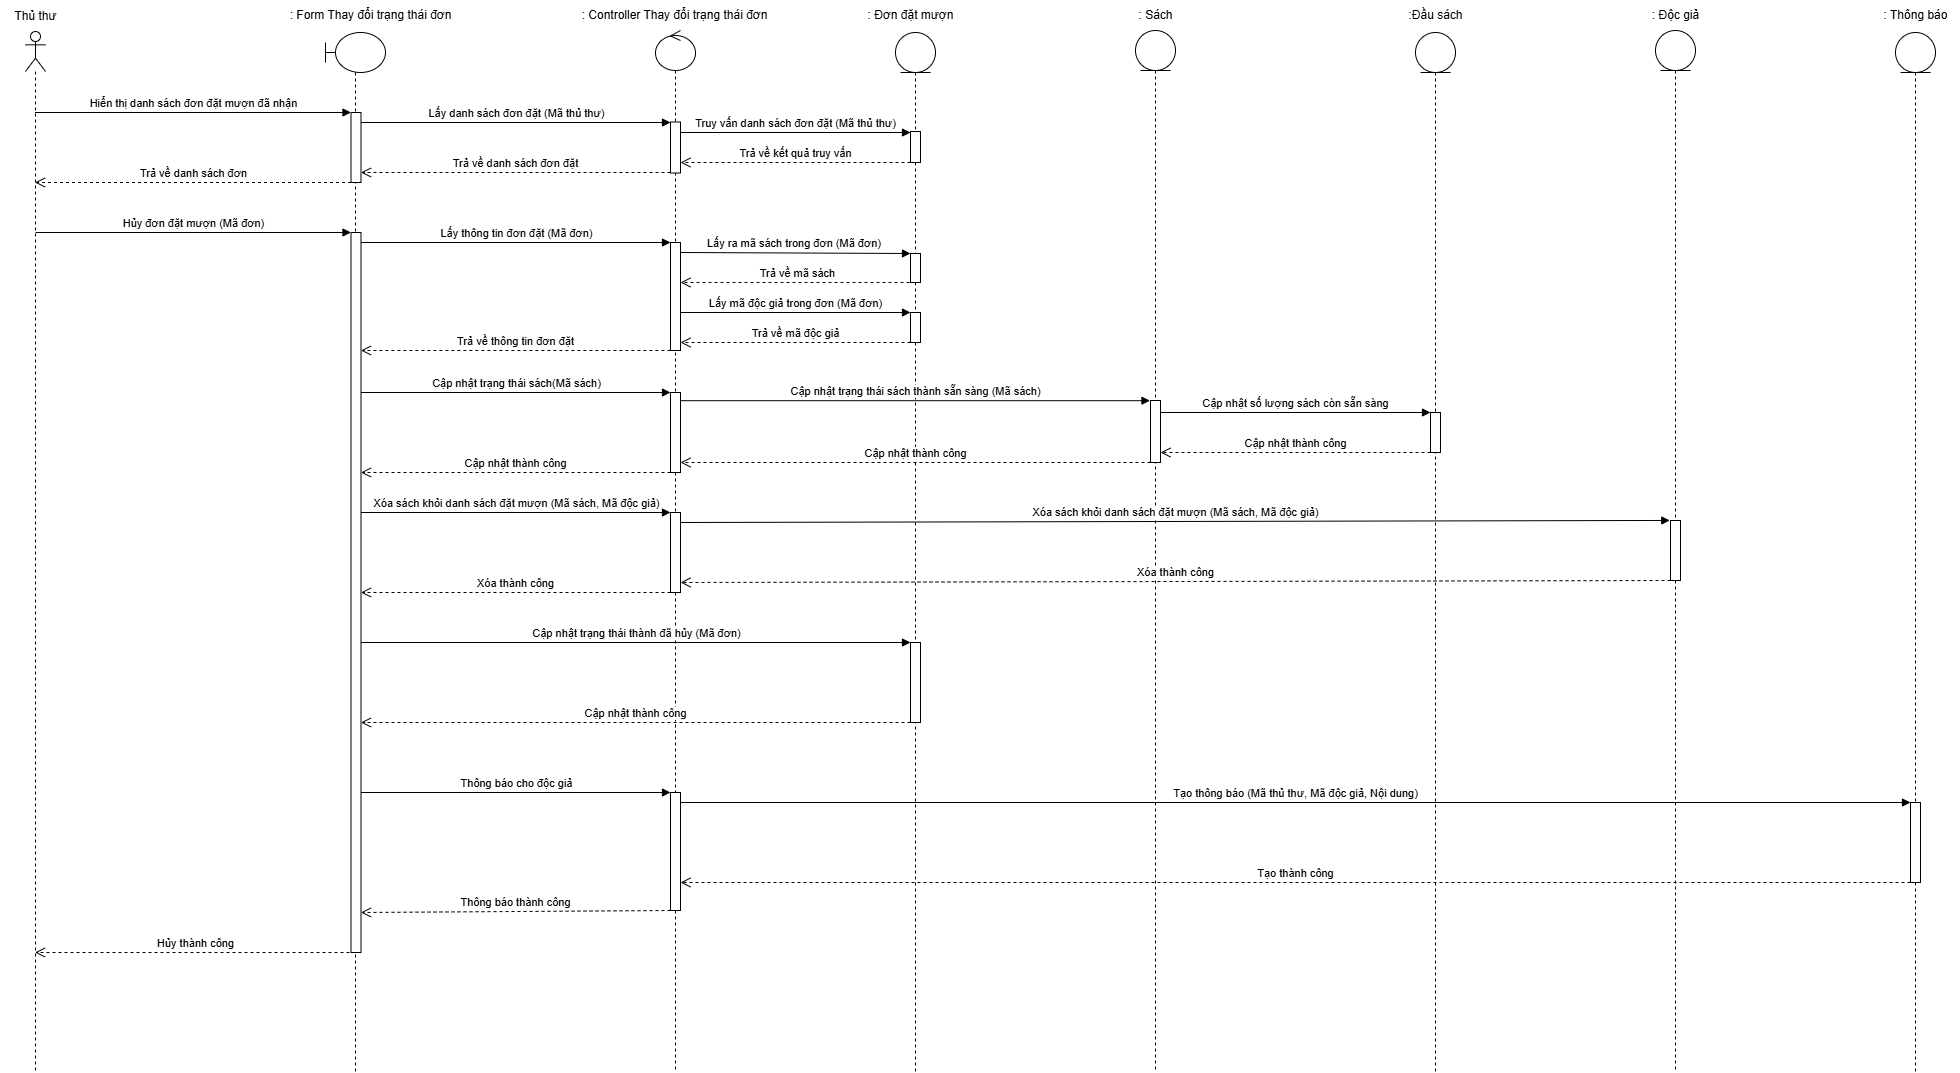 Thủ thư
: Form Thay đổi trạng thái đơn
: Controller Thay đổi trạng thái đơn
: Đơn đặt mượn
: Sách
:Đầu sách
: Độc giả
: Thông báo
Hiển thị danh sách đơn đặt mượn đã nhận
Lấy danh sách đơn đặt (Mã thủ thư)
Truy vấn danh sách đơn đặt (Mã thủ thư)
Trả về kết quả truy vấn
Trả về danh sách đơn đặt
Trả về danh sách đơn
Hủy đơn đặt mượn (Mã đơn)
Lấy thông tin đơn đặt (Mã đơn)
Lấy ra mã sách trong đơn (Mã đơn)
Trả về mã sách
Lấy mã độc giả trong đơn (Mã đơn)
Trả về mã độc giả
Trả về thông tin đơn đặt
Cập nhật trạng thái sách(Mã sách)
Cập nhật trạng thái sách thành sẵn sàng (Mã sách)
Cập nhật số lượng sách còn sẵn sàng
Cập nhật thành công
Cập nhật thành công
Cập nhật thành công
Xóa sách khỏi danh sách đặt mượn (Mã sách, Mã độc giả)
Xóa sách khỏi danh sách đặt mượn (Mã sách, Mã độc giả)
Xóa thành công
Xóa thành công
Cập nhật trạng thái thành đã hủy (Mã đơn)
Cập nhật thành công
Thông báo cho độc giả
Tạo thông báo (Mã thủ thư, Mã độc giả, Nội dung)
Tạo thành công
Thông báo thành công
Hủy thành công